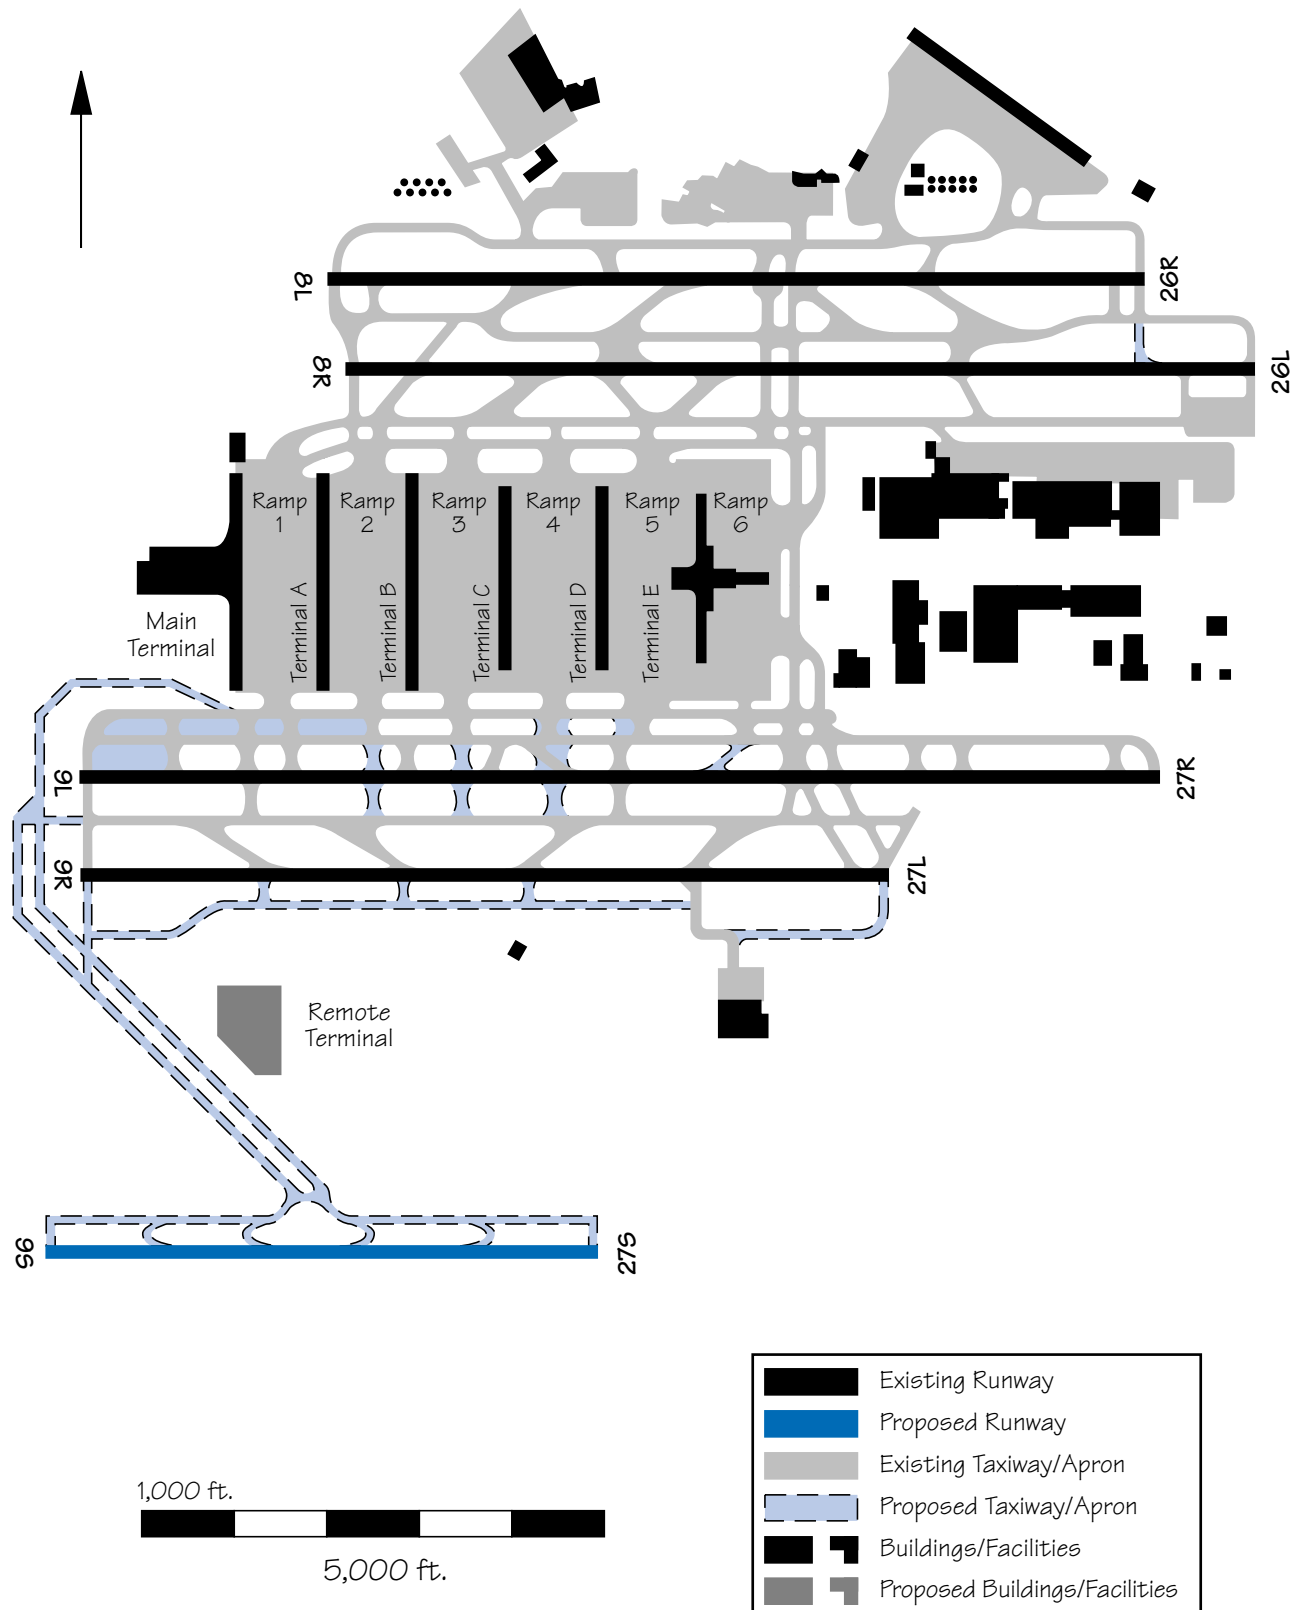 8L
26R
8R
26L
Ramp
1
Ramp
2
Ramp
3
Ramp
4
Ramp
5
Ramp
6
Terminal A
Terminal B
Terminal C
Terminal D
Terminal E
Main
Terminal
9L
27R
9R
27L
Remote
Terminal
9S
27S
Existing Runway
Proposed Runway
Existing Taxiway/Apron
Proposed Taxiway/Apron
Buildings/Facilities
Proposed Buildings/Facilities
1,000 ft.
5,000 ft.